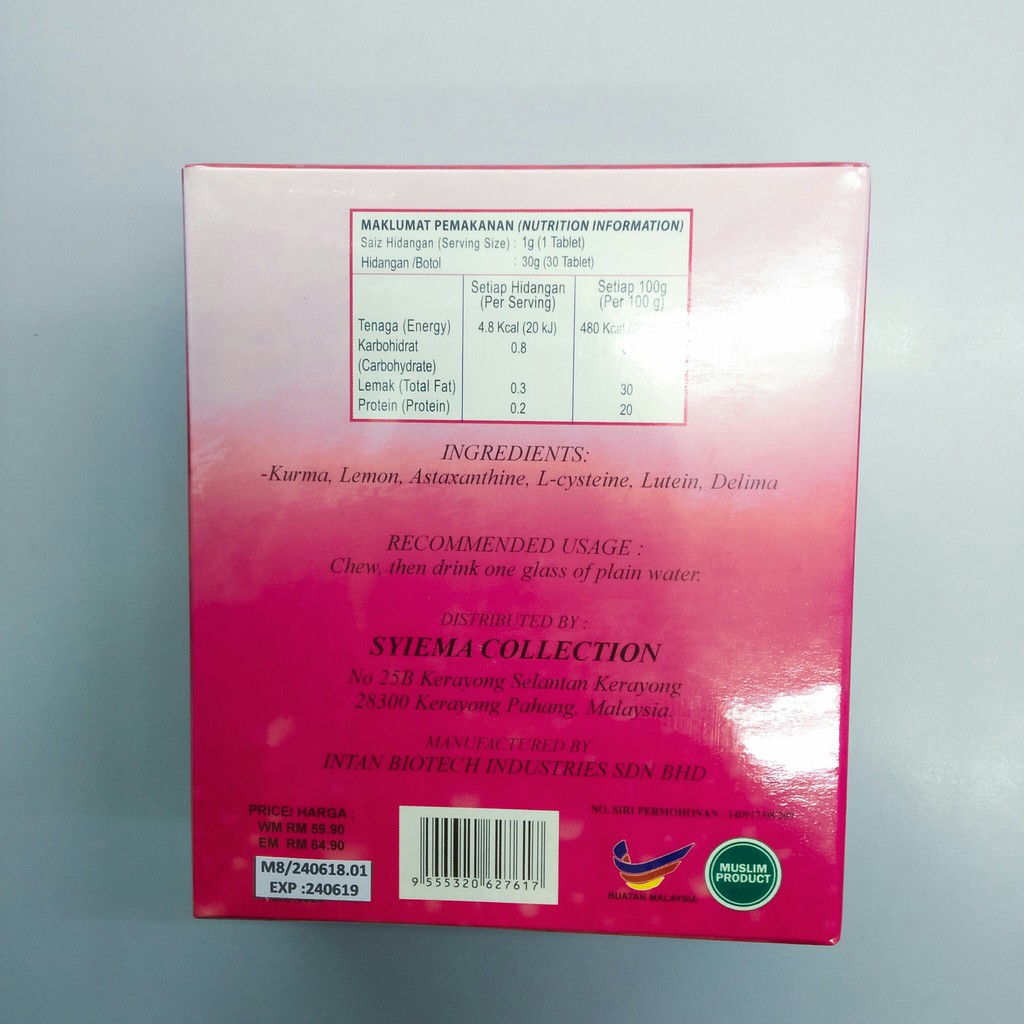 MAKLUMAT PEMAKANAN (NUTRITION INFORMATION)
Saiz Hidangan (Serving Size) : 1g (1 Tablet)
Hidangan /Botol : 30g (30 Tablet)
Setiap Hidangan (Per Serving) Setiap 100g (Per 100 g)
Tenaga (Energy) 4.8 Kcal (20 kJ) 480 Kcal
Karbohidrat (Carbohydrate) 0.8
Lemak (Total Fat) 0.3 30
Protein (Protein) 0.2 20
INGREDIENTS:
-Kurma, Lemon, Astaxanthine, L-cysteine, Lutein, Delima
RECOMMENDED USAGE :
Chew, then drink one glass of plain water.
DISTRIBUTED BY :
SYIEMA COLLECTION
No 25B Kerayong Selantan Kerayong
28300 Kerayong Pahang, Malaysia.
MANUFACTURED BY :
INTAN BIOTECH INDUSTRIES SDN BHD
PRICE/ HARGA :
WM RM 59.90
EM RM 64.90
M8/240618.01
EXP :240619
9 555320 627617
NO. SIRI PERMOHONAN :
BUATAN MALAYSIA
MUSLIM
PRODUCT